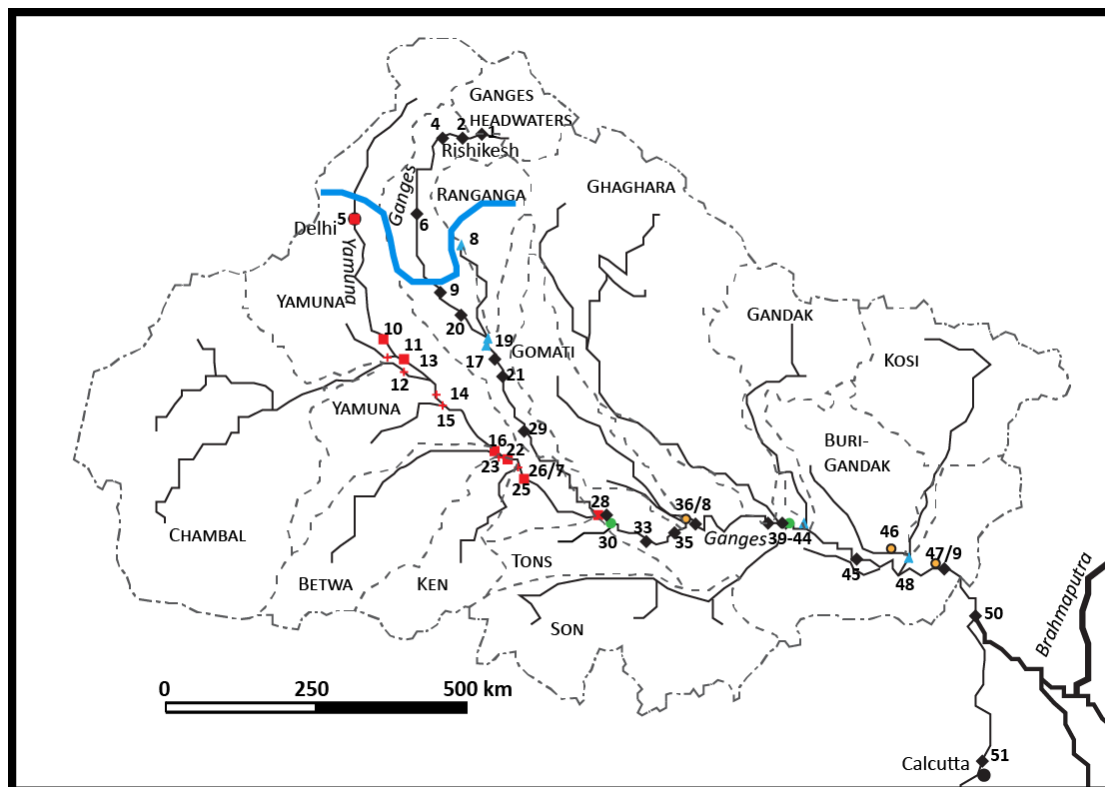 GANGES
HEADWATERS
4
2
1
Rishikesh
Ganges
RANGANGA
GHAGHARA
5
Delhi
6
8
Yamuna
YAMUNA
9
GANDAK
20
10
19
11
13
17
GOMATI
KOSI
12
21
14
YAMUNA
15
29
BURI-
GANDAK
16
22
23
26/7
25
28
36/8
CHAMBAL
30
33
35
Ganges
39-44
46
TONS
45
47/9
48
BETWA
KEN
SON
50
Brahmaputra
0
250
500 km
51
Calcutta